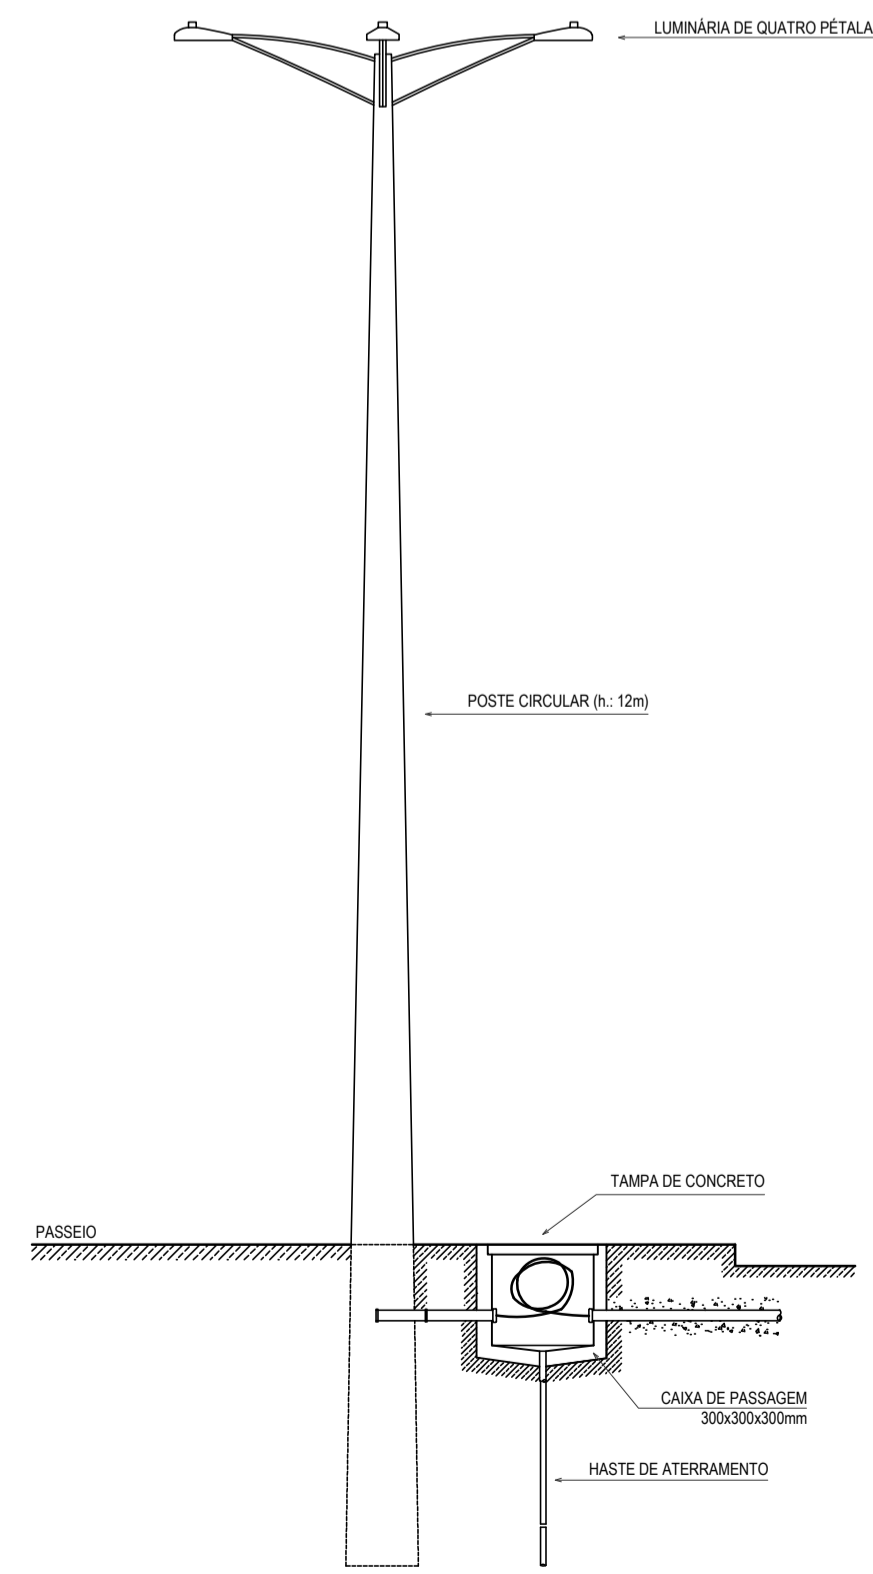 LUMINÁRIA DE QUATRO PÉTALA
POSTE CIRCULAR (h.: 12m)
TAMPA DE CONCRETO
PASSEIO
CAIXA DE PASSAGEM
300x300x300mm
HASTE DE ATERRAMENTO